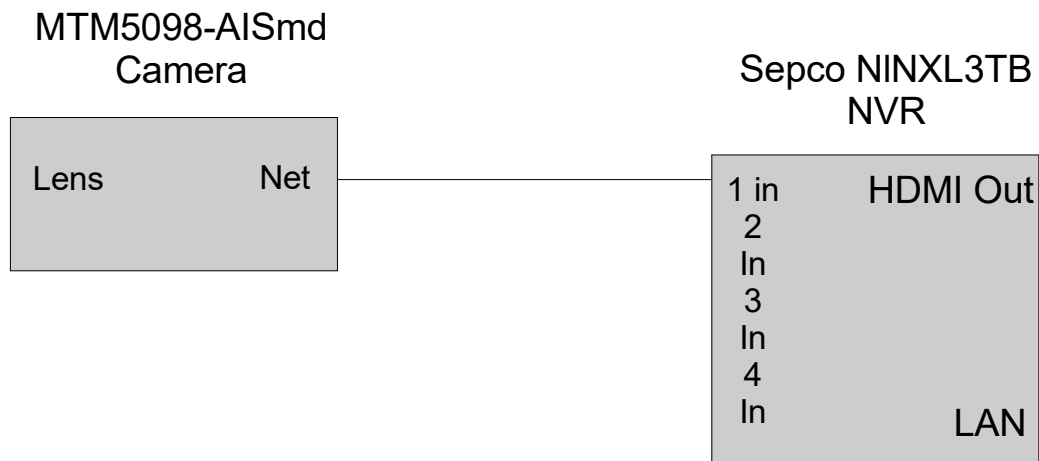 MTM5098-AISmd
Camera
Lens
Net
Sepco NINXL3TB
NVR
1 in
2
In
3
In
4
In
HDMI Out
LAN